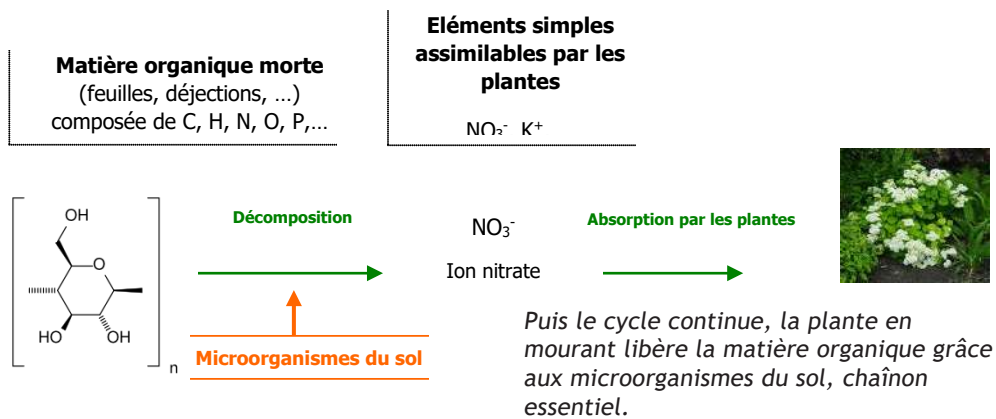 Matière organique morte
(feuilles, déjections, …)
composée de C, H, N, O, P,…
Eléments simples
assimilables par les
plantes
NO₃⁻ K⁺
OH
O
HO
OH
n
Décomposition
Microorganismes du sol
NO₃⁻
Ion nitrate
Absorption par les plantes
Puis le cycle continue, la plante en
mourant libère la matière organique grâce
aux microorganismes du sol, chaînon
essentiel.